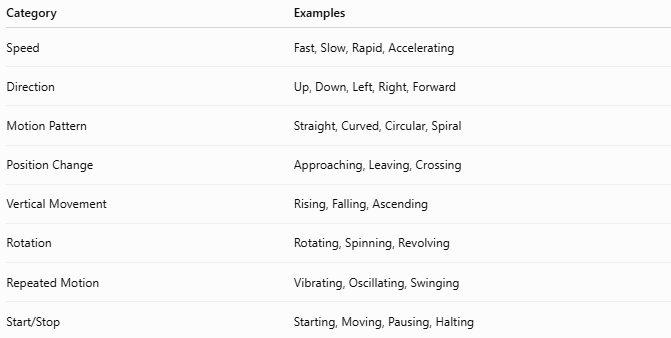 Category Examples
Speed Fast, Slow, Rapid, Accelerating
Direction Up, Down, Left, Right, Forward
Motion Pattern Straight, Curved, Circular, Spiral
Position Change Approaching, Leaving, Crossing
Vertical Movement Rising, Falling, Ascending
Rotation Rotating, Spinning, Revolving
Repeated Motion Vibrating, Oscillating, Swinging
Start/Stop Starting, Moving, Pausing, Halting